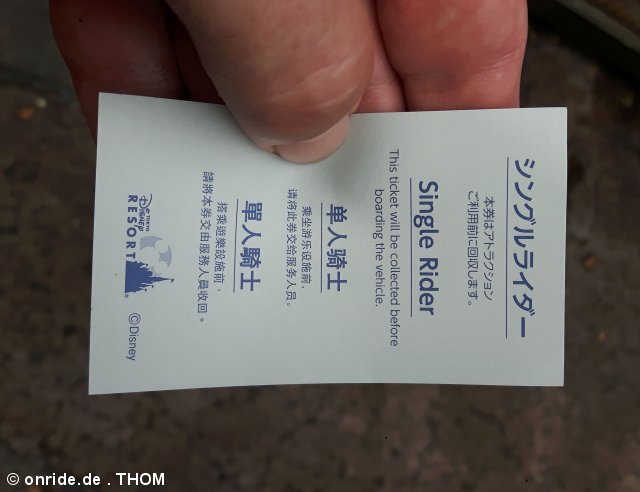 シングルライダー
本券はアトラクション
ご利用前に回収します。
Single Rider
This ticket will be collected before
boarding the vehicle.
单人骑士
乘坐游乐设施前,
请将此券交给服务人员。
單人騎士
搭乘遊樂設施前,
請將本券交由服務人員收回。
TOKYO
DISNEY
RESORT
©Disney
© onride.de . THOM